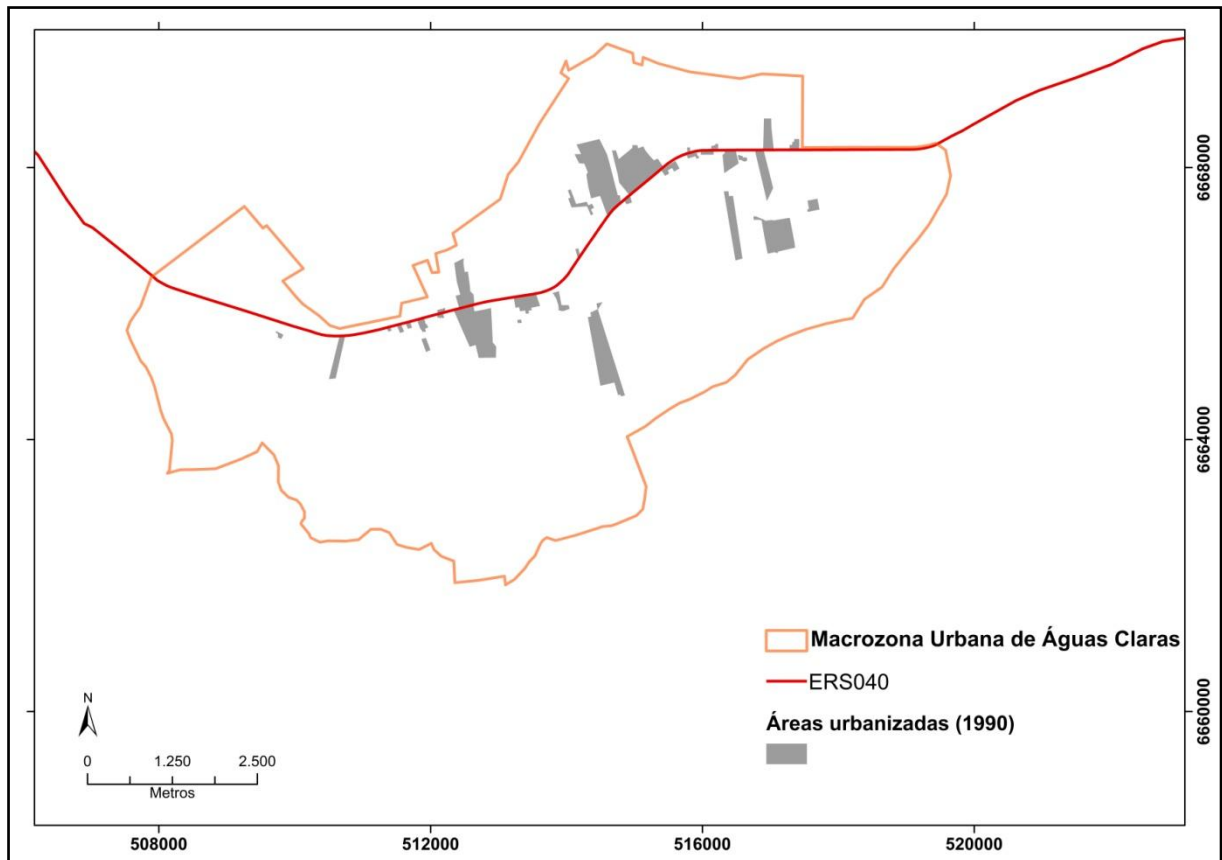 6668000
6664000
6660000
Macrozona Urbana de Águas Claras
ERS040
Áreas urbanizadas (1990)
N
0 1.250 2.500
Metros
508000 512000 516000 520000